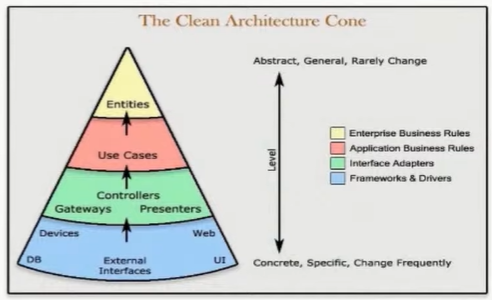 The Clean Architecture Cone
Abstract, General, Rarely Change
Entities
Enterprise Business Rules
Use Cases
Application Business Rules
Level
Interface Adapters
Controllers
Frameworks & Drivers
Gateways Presenters
Devices Web
DB External Interfaces UI
Concrete, Specific, Change Frequently